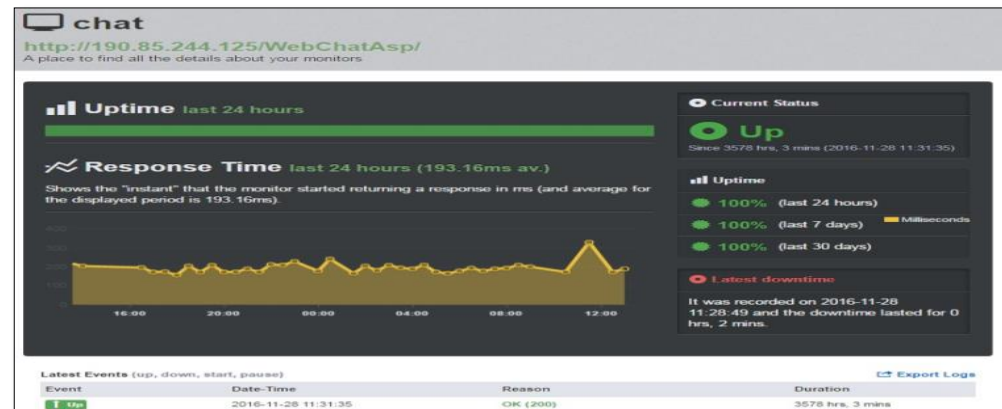 chat
http://190.85.244.125/WebChatAsp/
A place to find all the details about your monitors
Uptime last 24 hours
Response Time last 24 hours (193.16ms av.)
Shows the "instant" that the monitor started returning a response in ms (and average for
the displayed period is 193.16ms).
400
300
200
100
0
16:00 20:00 00:00 04:00 08:00 12:00
Current Status
Up
Since 3578 hrs, 3 mins (2016-11-28 11:31:35)
Uptime
100% (last 24 hours)
Milliseconds
100% (last 7 days)
100% (last 30 days)
Latest downtime
It was recorded on 2016-11-28
11:28:49 and the downtime lasted for 0
hrs, 2 mins.
Latest Events (up, down, start, pause) Export Logs
Event Date-Time Reason Duration
Up 2016-11-28 11:31:35 OK (200) 3578 hrs, 3 mins